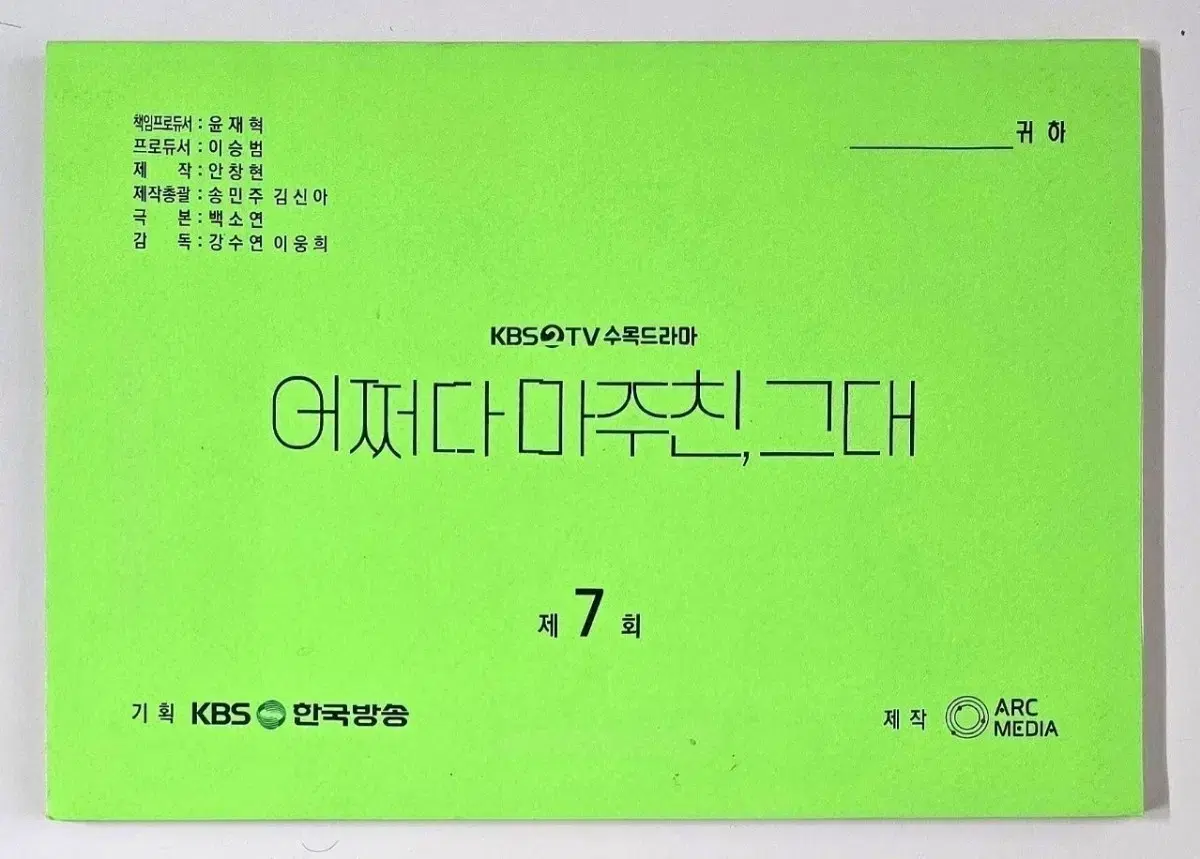 책임프로듀서 : 윤재혁
프로듀서 : 이승범
제 작 : 안창현
제작총괄 : 송민주 김신아
극 본 : 백소연
감 독 : 강수연 이웅희
귀 하
KBS 2TV 수목드라마
어쩌다 마주친, 그대
제 7 회
기 획 KBS 한국방송
제 작 ARC MEDIA